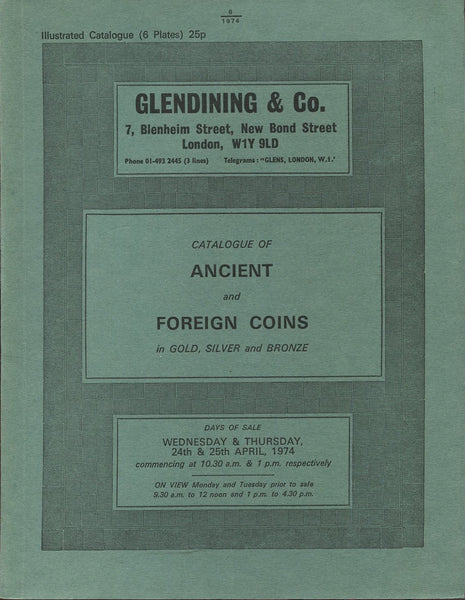 6
1974
Illustrated Catalogue (6 Plates) 25p
GLENDINING & Co.
7, Blenheim Street, New Bond Street
London, W1Y 9LD
Phone 01-493 2445 (3 lines) Telegrams: "GLENS, LONDON, W.1.'
CATALOGUE OF
ANCIENT
and
FOREIGN COINS
in GOLD, SILVER and BRONZE
DAYS OF SALE
WEDNESDAY & THURSDAY,
24th & 25th APRIL, 1974
commencing at 10.30 a.m. & 1 p.m. respectively
ON VIEW Monday and Tuesday prior to sale
9.30 a.m. to 12 noon and 1 p.m. to 4.30 p.m.